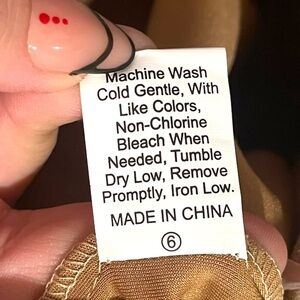 Machine Wash
Cold Gentle, With
Like Colors,
Non-Chlorine
Bleach When
Needed, Tumble
Dry Low, Remove
Promptly, Iron Low.
MADE IN CHINA
6